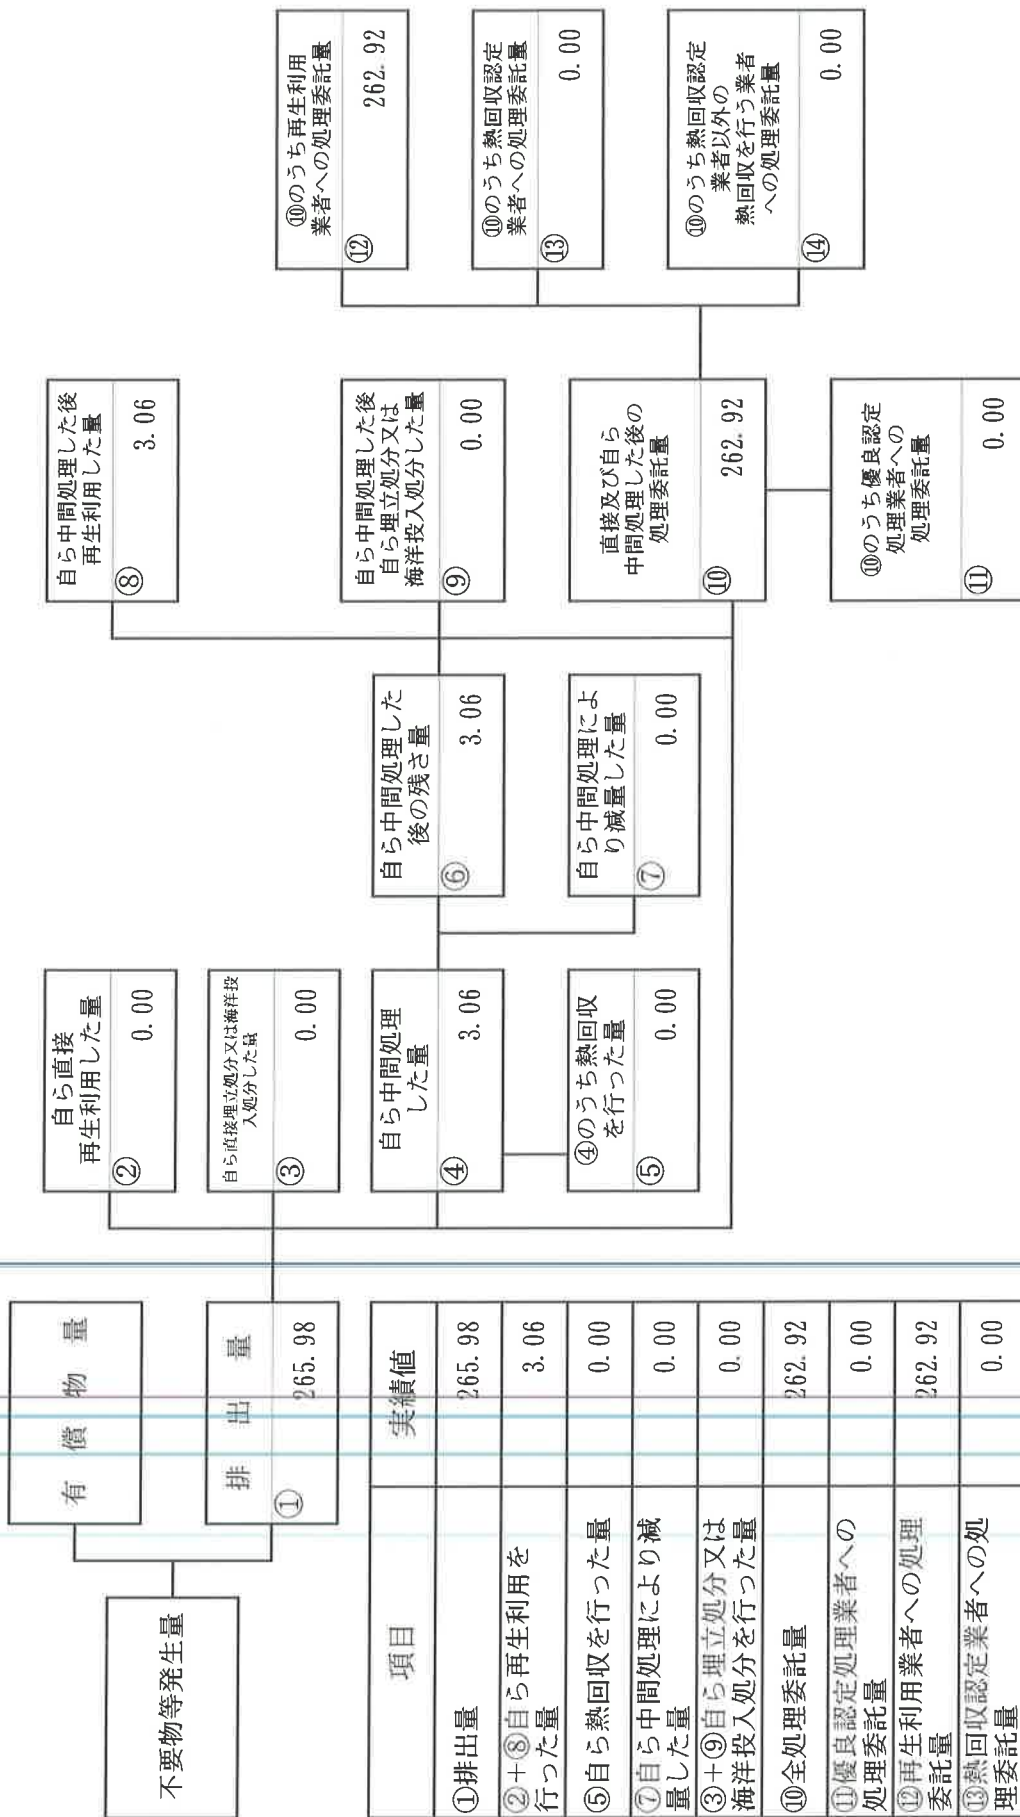 不要物等発生量
有 償 物 量
排 出 量
①
265.98
自ら直接
再生利用した量
②
0.00
自ら直接埋立処分又は海洋投
入処分した量
③
0.00
自ら中間処理
した量
④
3.06
④のうち熱回収
を行った量
⑤
0.00
自ら中間処理した
後の残さ量
⑥
3.06
自ら中間処理によ
り減量した量
⑦
0.00
自ら中間処理した後
再生利用した量
⑧
3.06
自ら中間処理した後
自ら埋立処分又は
海洋投入処分した量
⑨
0.00
直接及び自ら
中間処理した後の
処理委託量
⑩
262.92
⑩のうち優良認定
処理業者への
処理委託量
⑪
0.00
⑩のうち再生利用
業者への処理委託量
⑫
262.92
⑩のうち熱回収認定
業者への処理委託量
⑬
0.00
⑩のうち熱回収認定
業者以外の
熱回収を行う業者
への処理委託量
⑭
0.00
項目 実績値
①排出量 265.98
②+⑧自ら再生利用を
行った量 3.06
⑤自ら熱回収を行った量 0.00
⑦自ら中間処理により減
量した量 0.00
③+⑨自ら埋立処分又は
海洋投入処分を行った量 0.00
⑩全処理委託量 262.92
⑪優良認定処理業者への
処理委託量 0.00
⑫再生利用業者への処理
委託量 262.92
⑬熱回収認定業者への処
理委託量 0.00